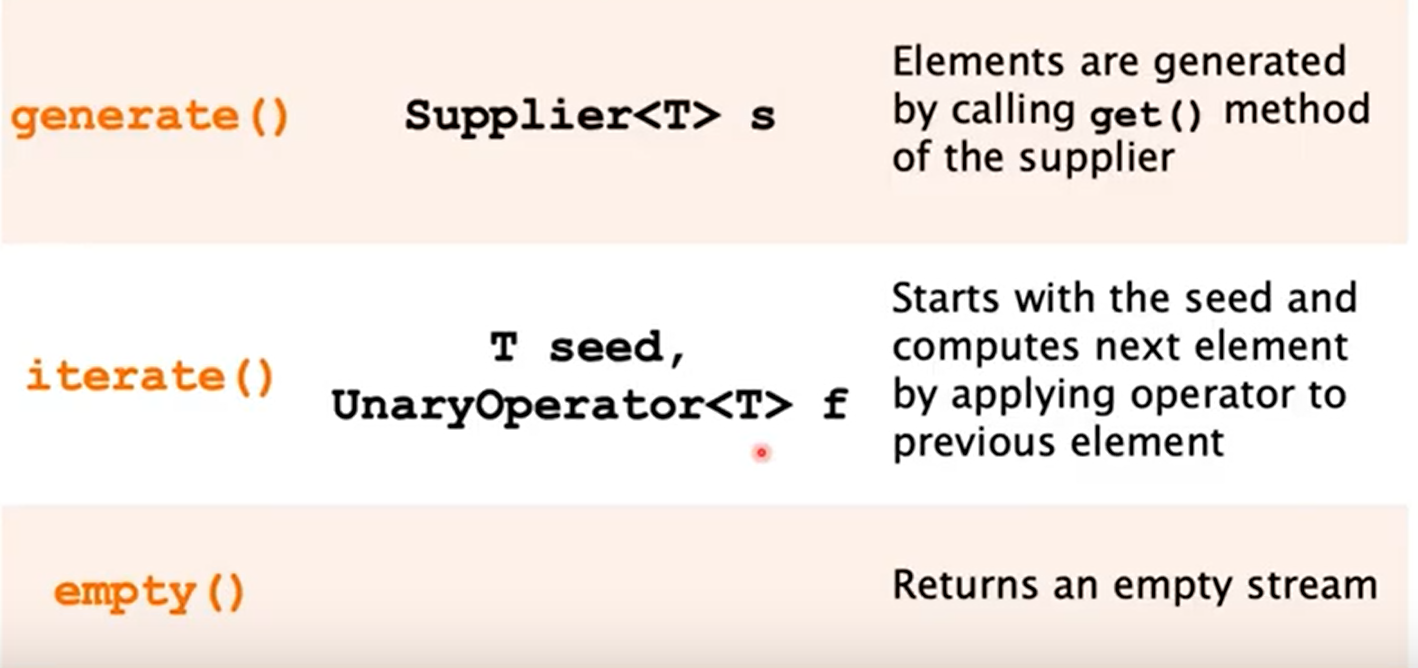 generate()
Supplier<T> s
Elements are generated
by calling get() method
of the supplier
iterate()
T seed,
UnaryOperator<T> f
Starts with the seed and
computes next element
by applying operator to
previous element
empty()
Returns an empty stream